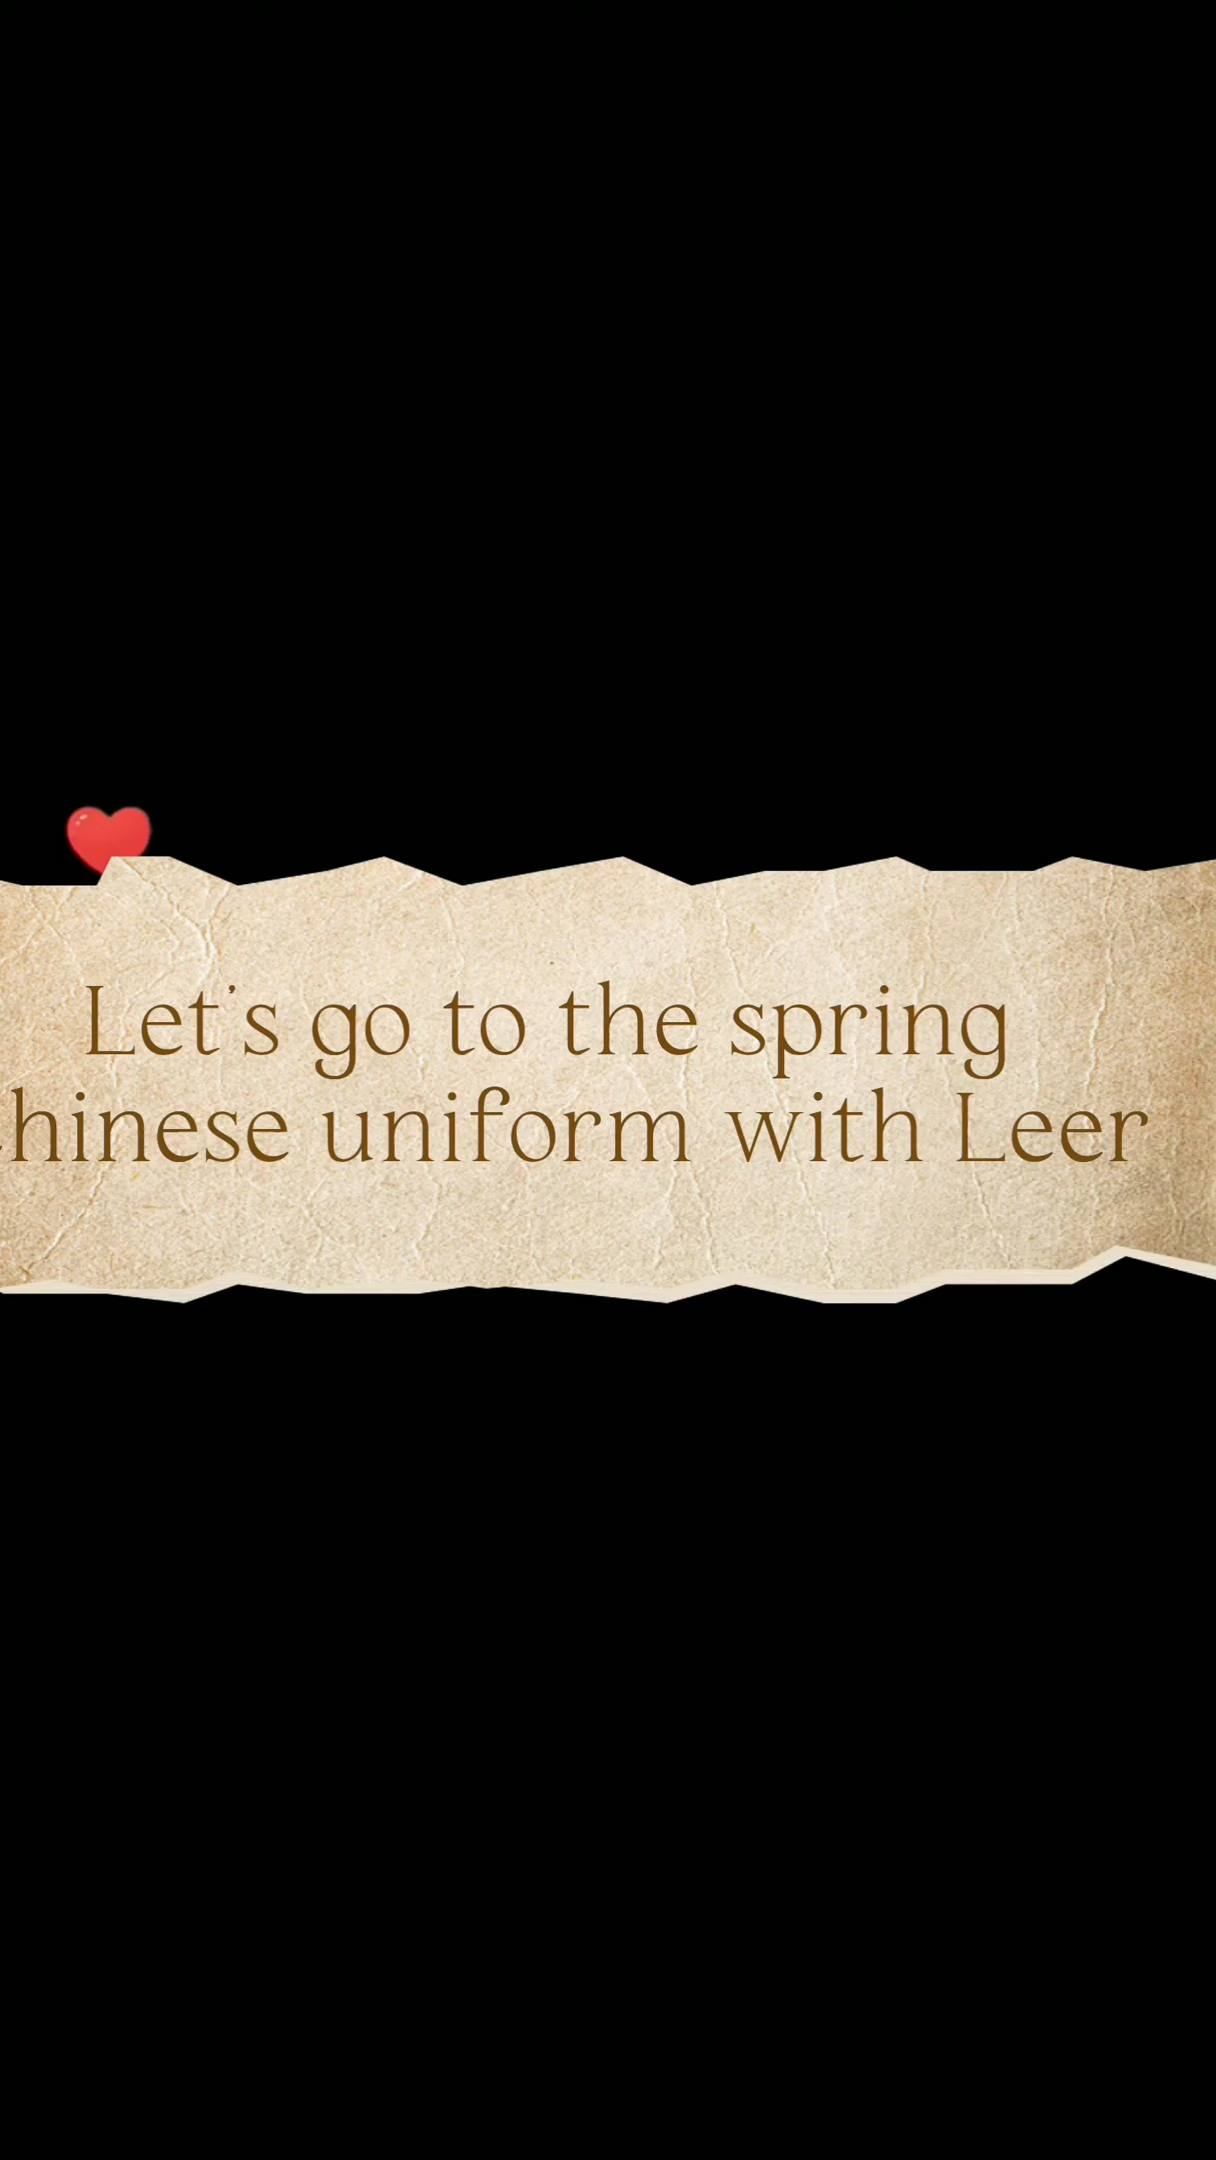 Let's go to the spring
hinese uniform with Leer